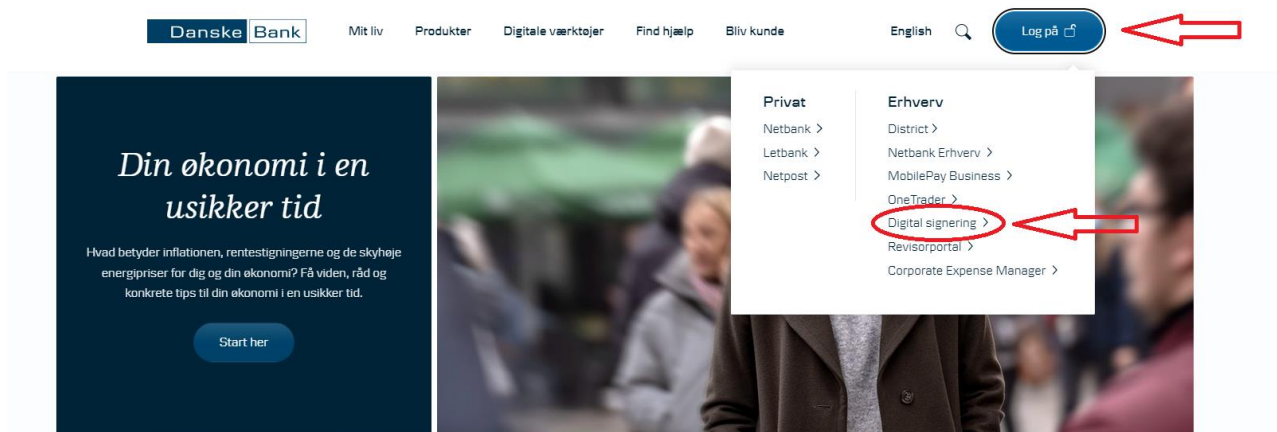 Danske Bank
Mit liv
Produkter
Digitale værktøjer
Find hjælp
Bliv kunde
English
Log på
Privat
Netbank >
Letbank >
Netpost >
Erhverv
District >
Netbank Erhverv >
MobilePay Business >
OneTrader >
Digital signering >
Revisorportal >
Corporate Expense Manager >
Din økonomi i en
usikker tid
Hvad betyder inflationen, rentestigningerne og de skyhøje
energipriser for dig og din økonomi? Få viden, råd og
konkrete tips til din økonomi i en usikker tid.
Start her